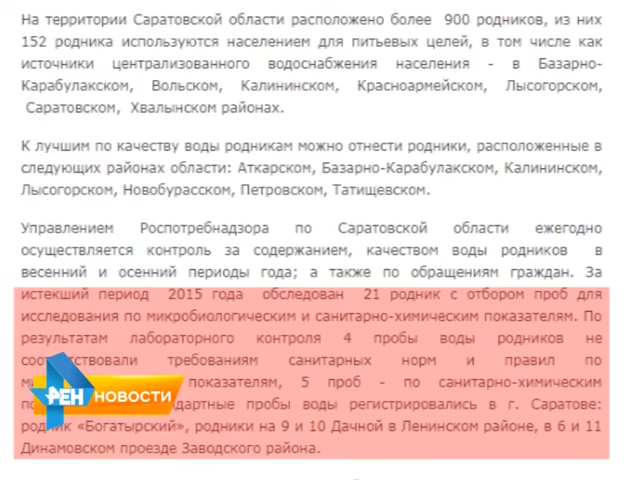 На территории Саратовской области расположено более 900 родников, из них
152 родника используются населением для питьевых целей, в том числе как
источники централизованного водоснабжения населения - в Базарно-
Карабулакском, Вольском, Калининском, Красноармейском, Лысогорском,
Саратовском, Хвалынском районах.
К лучшим по качеству воды родникам можно отнести родники, расположенные в
следующих районах области: Аткарском, Базарно-Карабулакском, Калининском,
Лысогорском, Новобурасском, Петровском, Татищевском.
Управлением Роспотребнадзора по Саратовской области ежегодно
осуществляется контроль за содержанием, качеством воды родников в
весенний и осенний периоды года; а также по обращениям граждан. За
истекший период 2015 года обследован 21 родник с отбором проб для
исследования по микробиологическим и санитарно-химическим показателям. По
результатам лабораторного контроля 4 пробы воды родников не
соответствовали требованиям санитарных норм и правил по
показателям, 5 проб - по санитарно-химическим
пробы воды регистрировались в г. Саратове:
родник «Богатырский», родники на 9 и 10 Дачной в Ленинском районе, в 6 и 11
Динамовском проезде Заводского района.
РЕН НОВОСТИ